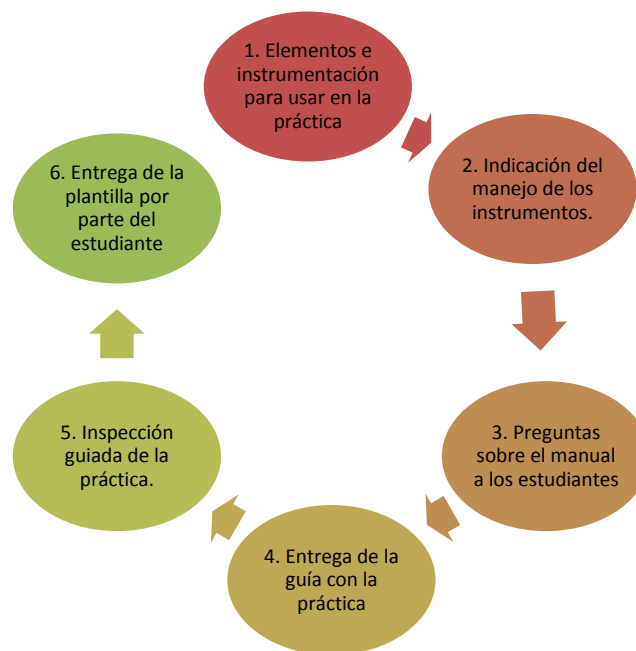 1. Elementos e
instrumentación
para usar en la
práctica
2. Indicación del
manejo de los
instrumentos.
3. Preguntas
sobre el manual
a los estudiantes
4. Entrega de la
guía con la
práctica
5. Inspección
guiada de la
práctica.
6. Entrega de la
plantilla por
parte del
estudiante